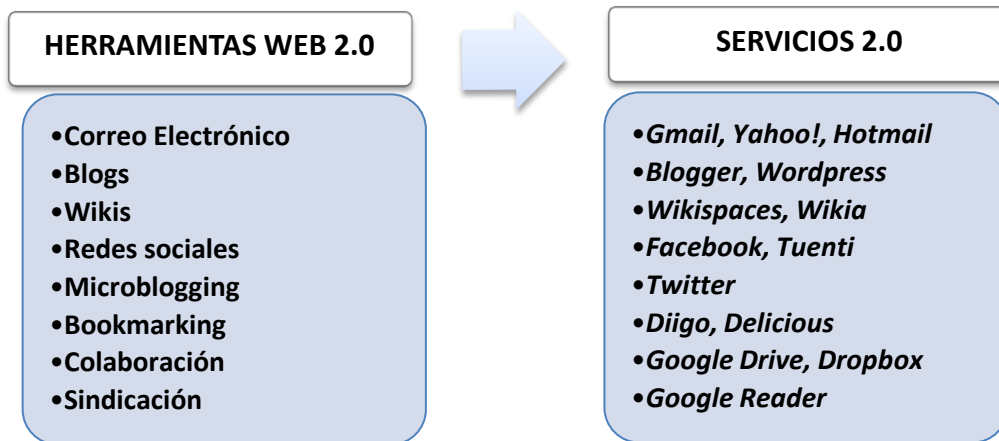 HERRAMIENTAS WEB 2.0
•Correo Electrónico
•Blogs
•Wikis
•Redes sociales
•Microblogging
•Bookmarking
•Colaboración
•Sindicación
SERVICIOS 2.0
•Gmail, Yahoo!, Hotmail
•Blogger, Wordpress
•Wikispaces, Wikia
•Facebook, Tuenti
•Twitter
•Diigo, Delicious
•Google Drive, Dropbox
•Google Reader